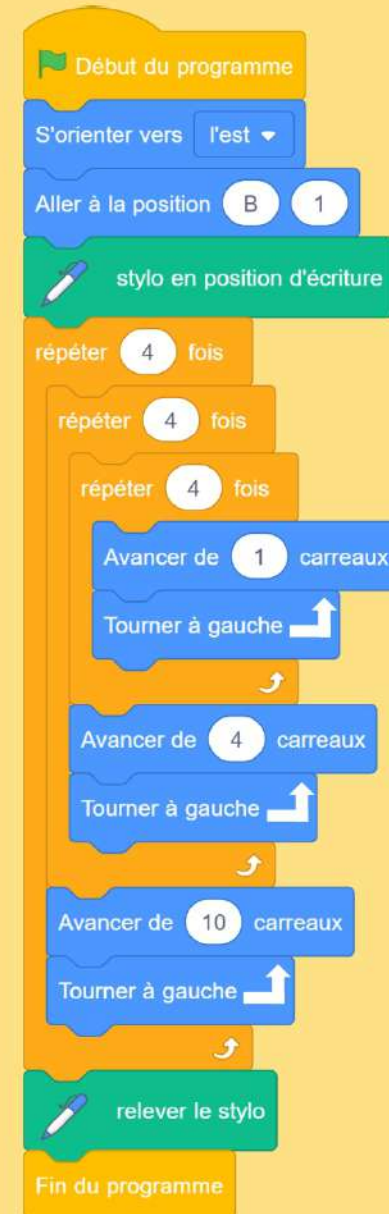 Début du programme
S'orienter vers l'est
Aller à la position B 1
stylo en position d'écriture
répéter 4 fois
répéter 4 fois
répéter 4 fois
Avancer de 1 carreaux
Tourner à gauche
Avancer de 4 carreaux
Tourner à gauche
Avancer de 10 carreaux
Tourner à gauche
relever le stylo
Fin du programme